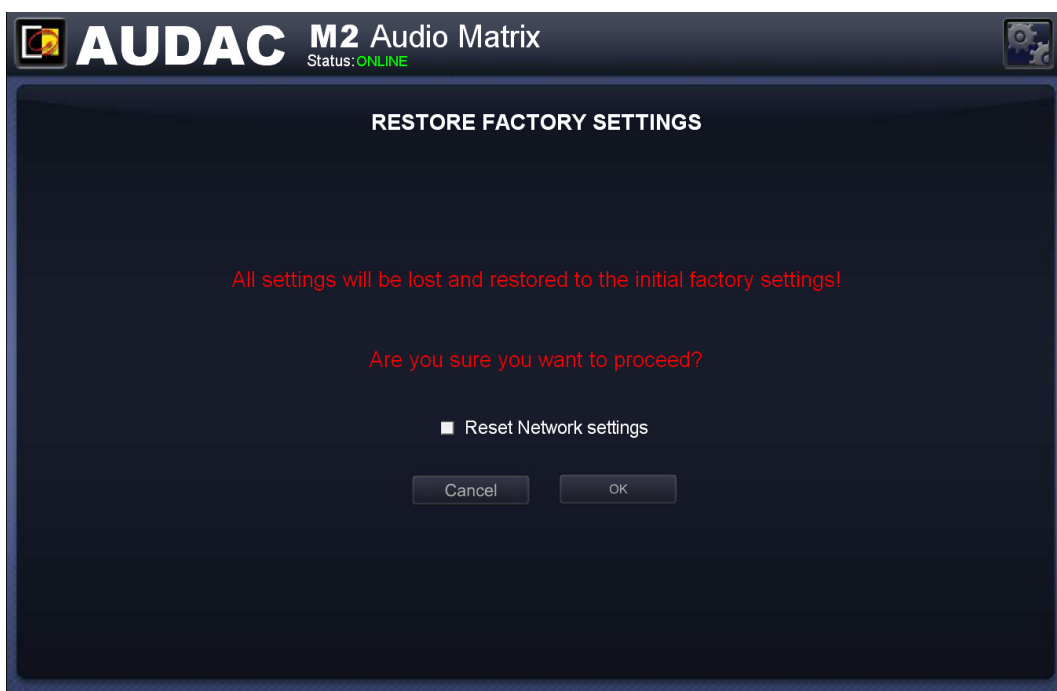 AUDAC M2 Audio Matrix
Status:ONLINE
RESTORE FACTORY SETTINGS
All settings will be lost and restored to the initial factory settings!
Are you sure you want to proceed?
Reset Network settings
Cancel OK